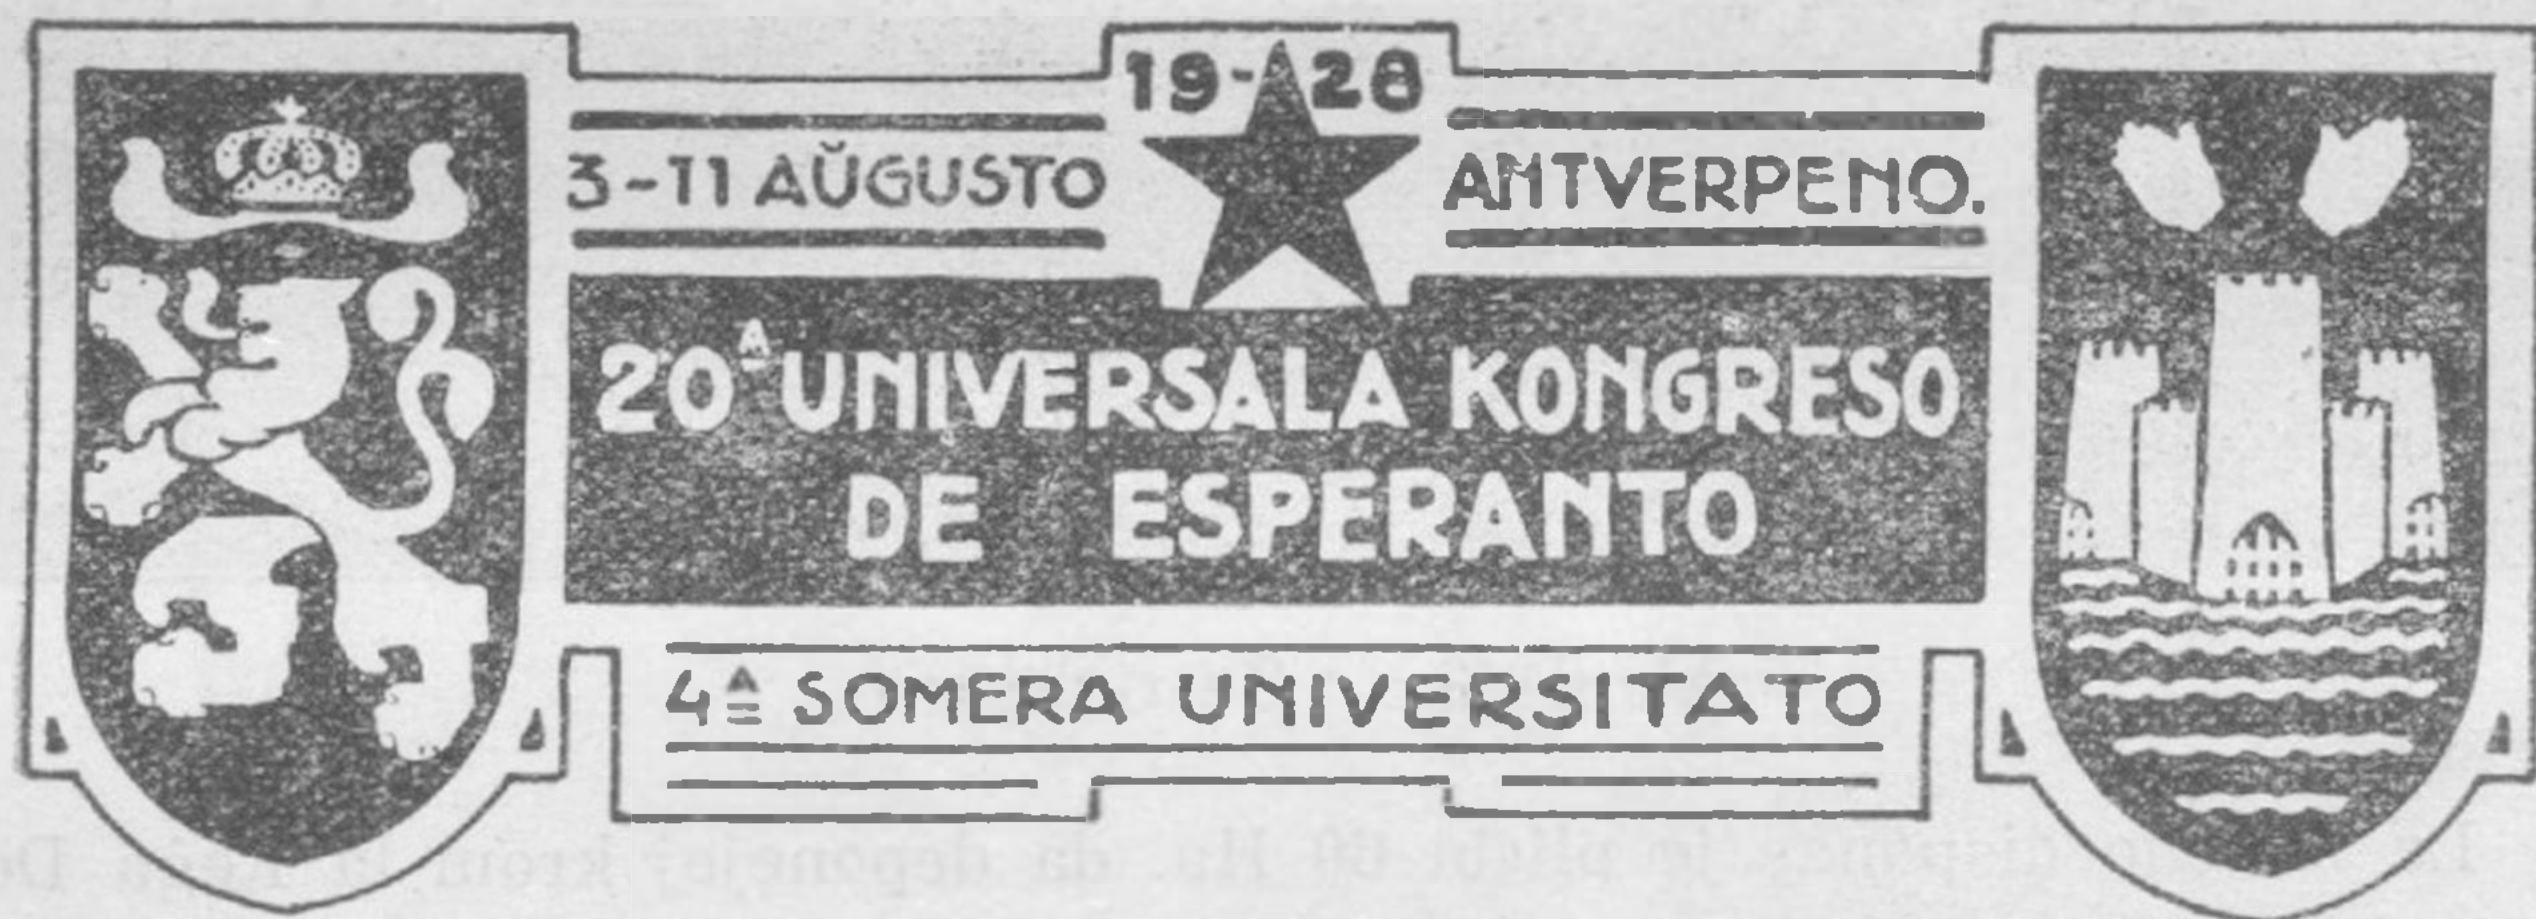 19-28
3-11 AŬGUSTO
ANTVERPENO.
20A UNIVERSALA KONGRESO
DE ESPERANTO
4A SOMERA UNIVERSITATO